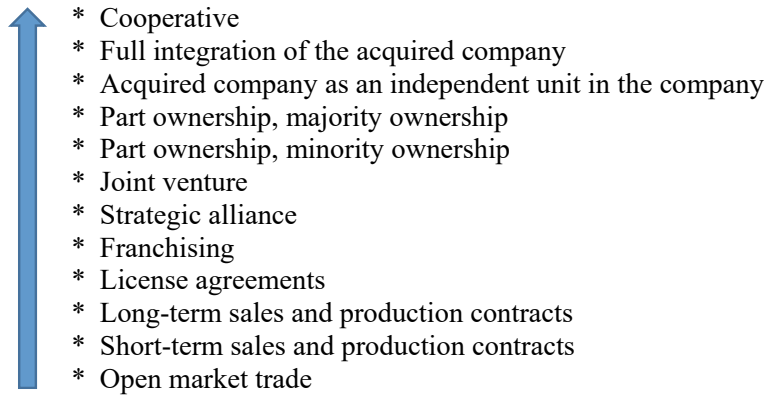 * Cooperative
* Full integration of the acquired company
* Acquired company as an independent unit in the company
* Part ownership, majority ownership
* Part ownership, minority ownership
* Joint venture
* Strategic alliance
* Franchising
* License agreements
* Long-term sales and production contracts
* Short-term sales and production contracts
* Open market trade